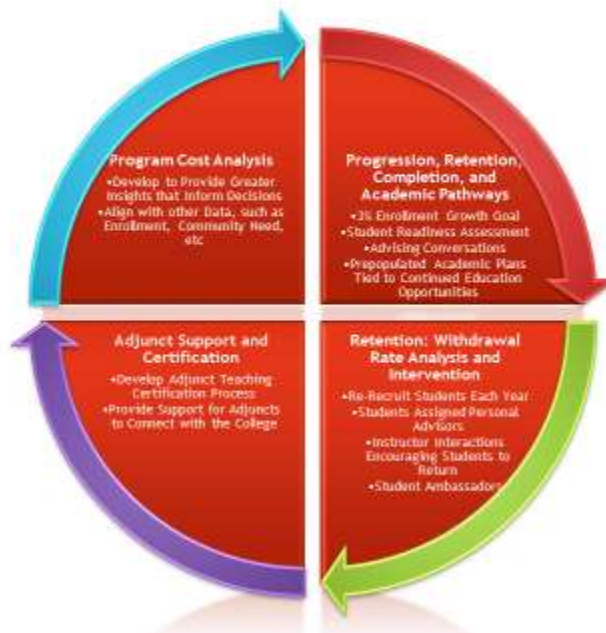 Program Cost Analysis
•Develop to Provide Greater
Insights that Inform Decisions
•Align with other Data, such as
Enrollment, Community Need,
etc
Progression, Retention,
Completion, and
Academic Pathways
•3% Enrollment Growth Goal
•Student Readiness Assessment
•Advising Conversations
•Prepopulated Academic Plans
Tied to Continued Education
Opportunities
Adjunct Support and
Certification
•Develop Adjunct Teaching
Certification Process
•Provide Support for Adjuncts
to Connect with the College
Retention: Withdrawal
Rate Analysis and
Intervention
•Re-Recruit Students Each Year
•Students Assigned Personal
Advisors
•Instructor Interactions
Encouraging Students to
Return
•Student Ambassadors